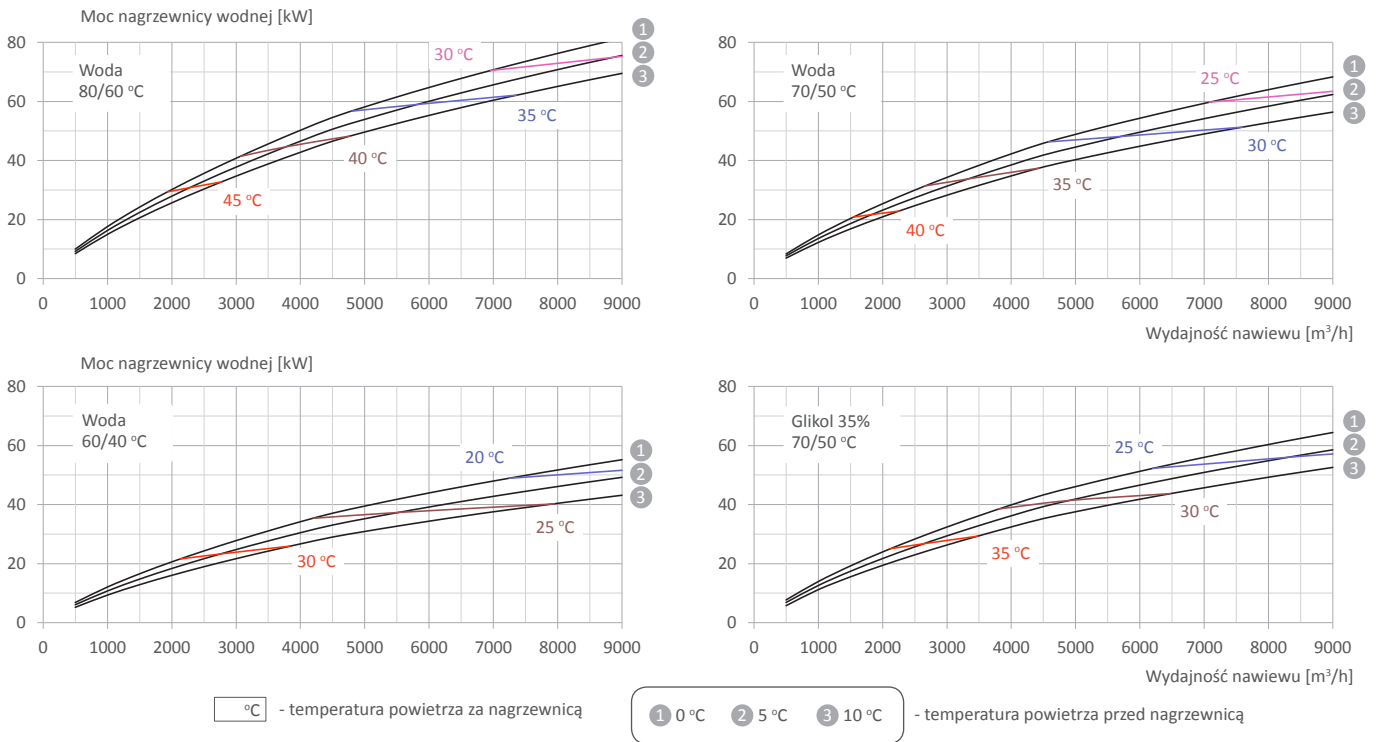 Moc nagrzewnicy wodnej [kW]
80
60
40
20
0
Woda
80/60 °C
30 °C
35 °C
40 °C
45 °C
1
2
3
0 1000 2000 3000 4000 5000 6000 7000 8000 9000
80
60
40
20
0
Woda
70/50 °C
25 °C
30 °C
35 °C
40 °C
1
2
3
0 1000 2000 3000 4000 5000 6000 7000 8000 9000
Wydajność nawiewu [m³/h]
Moc nagrzewnicy wodnej [kW]
80
60
40
20
0
Woda
60/40 °C
20 °C
25 °C
30 °C
1
2
3
0 1000 2000 3000 4000 5000 6000 7000 8000 9000
80
60
40
20
0
Glikol 35%
70/50 °C
25 °C
30 °C
35 °C
1
2
3
0 1000 2000 3000 4000 5000 6000 7000 8000 9000
Wydajność nawiewu [m³/h]
°C - temperatura powietrza za nagrzewnicą
1 0 °C 2 5 °C 3 10 °C - temperatura powietrza przed nagrzewnicą